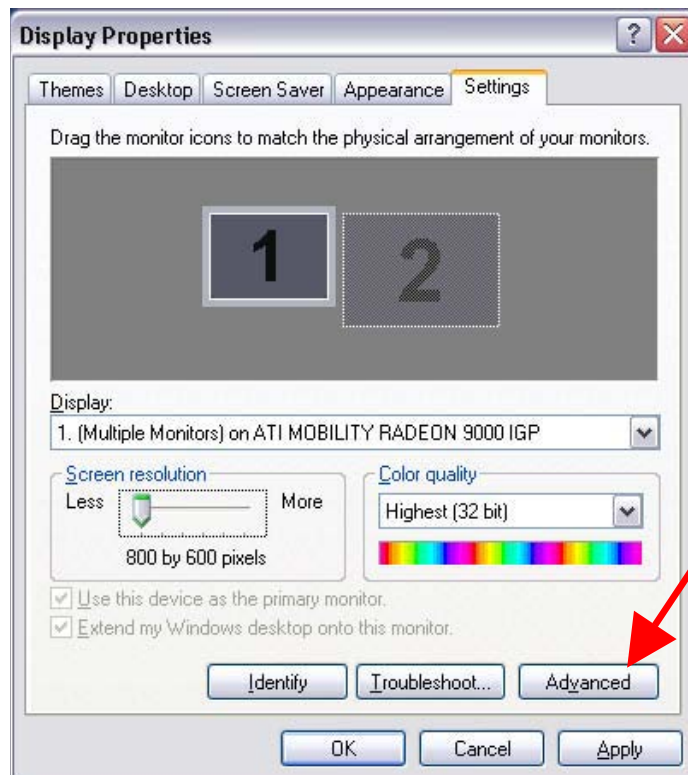 Display Properties
?
Themes Desktop Screen Saver Appearance Settings
Drag the monitor icons to match the physical arrangement of your monitors.
1 2
Display:
1. (Multiple Monitors) on ATI MOBILITY RADEON 9000 IGP
Screen resolution
Less More
800 by 600 pixels
Color quality
Highest (32 bit)
Use this device as the primary monitor.
Extend my Windows desktop onto this monitor.
Identify Troubleshoot... Advanced
OK Cancel Apply